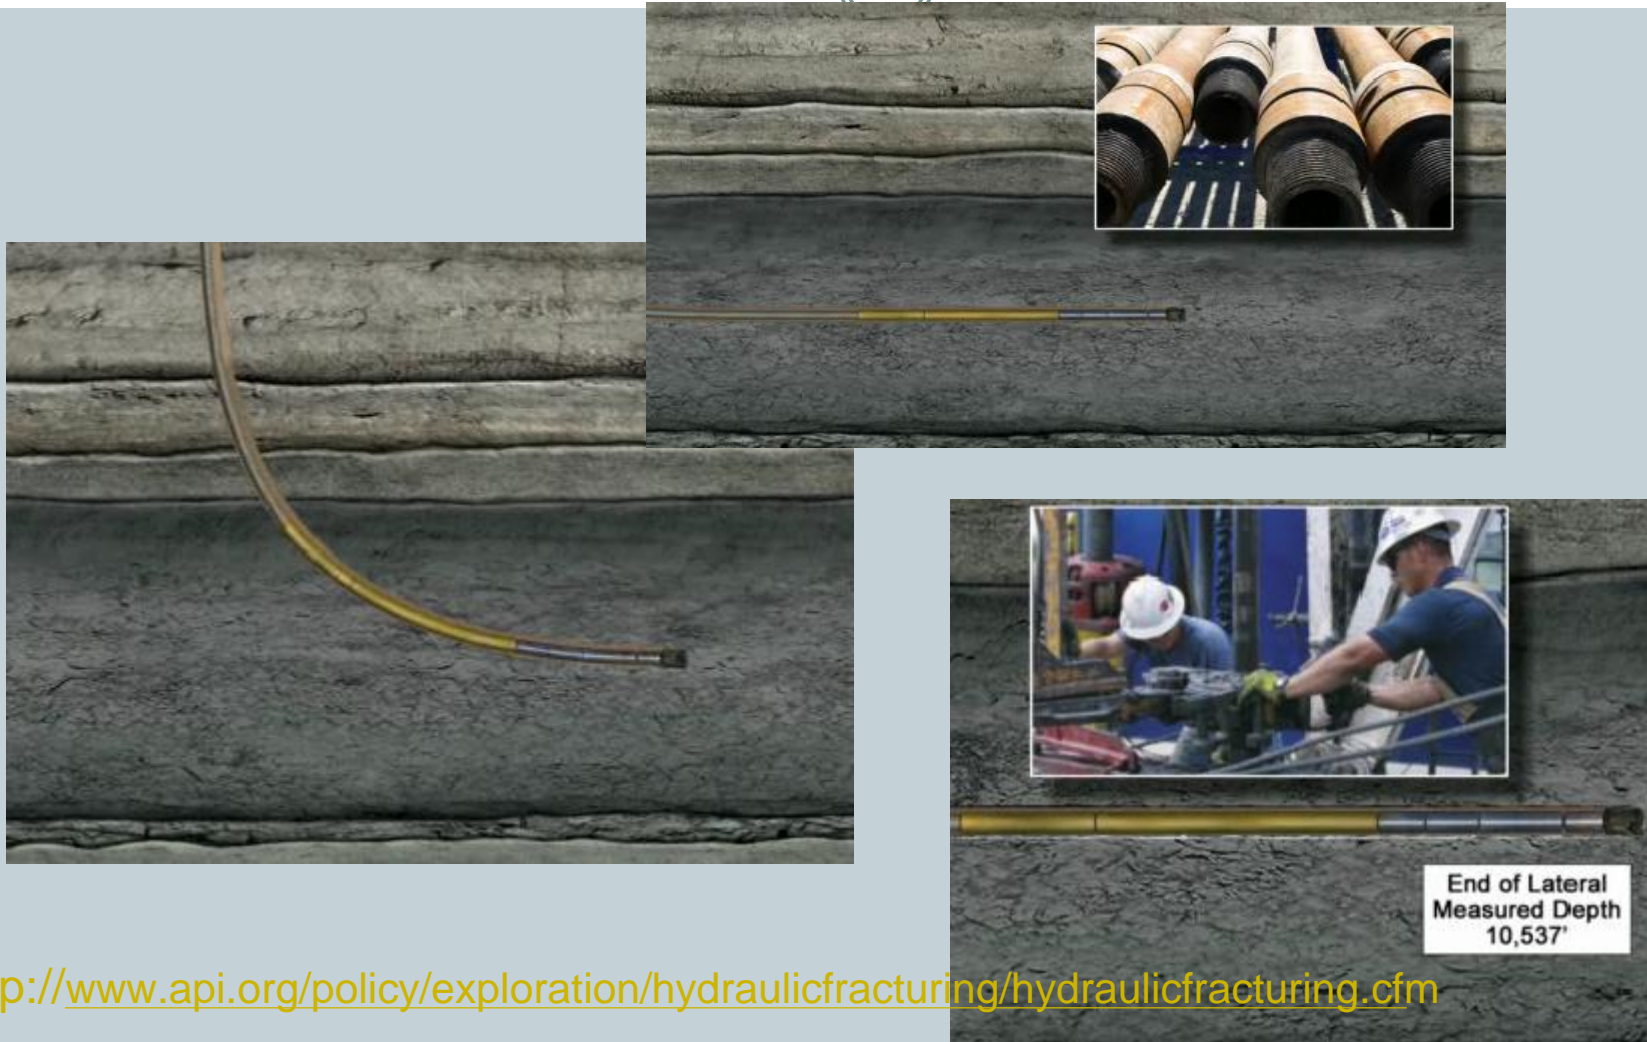 End of Lateral
Measured Depth
10,537'
p://www.api.org/policy/exploration/hydraulicfracturing/hydraulicfracturing.cfm